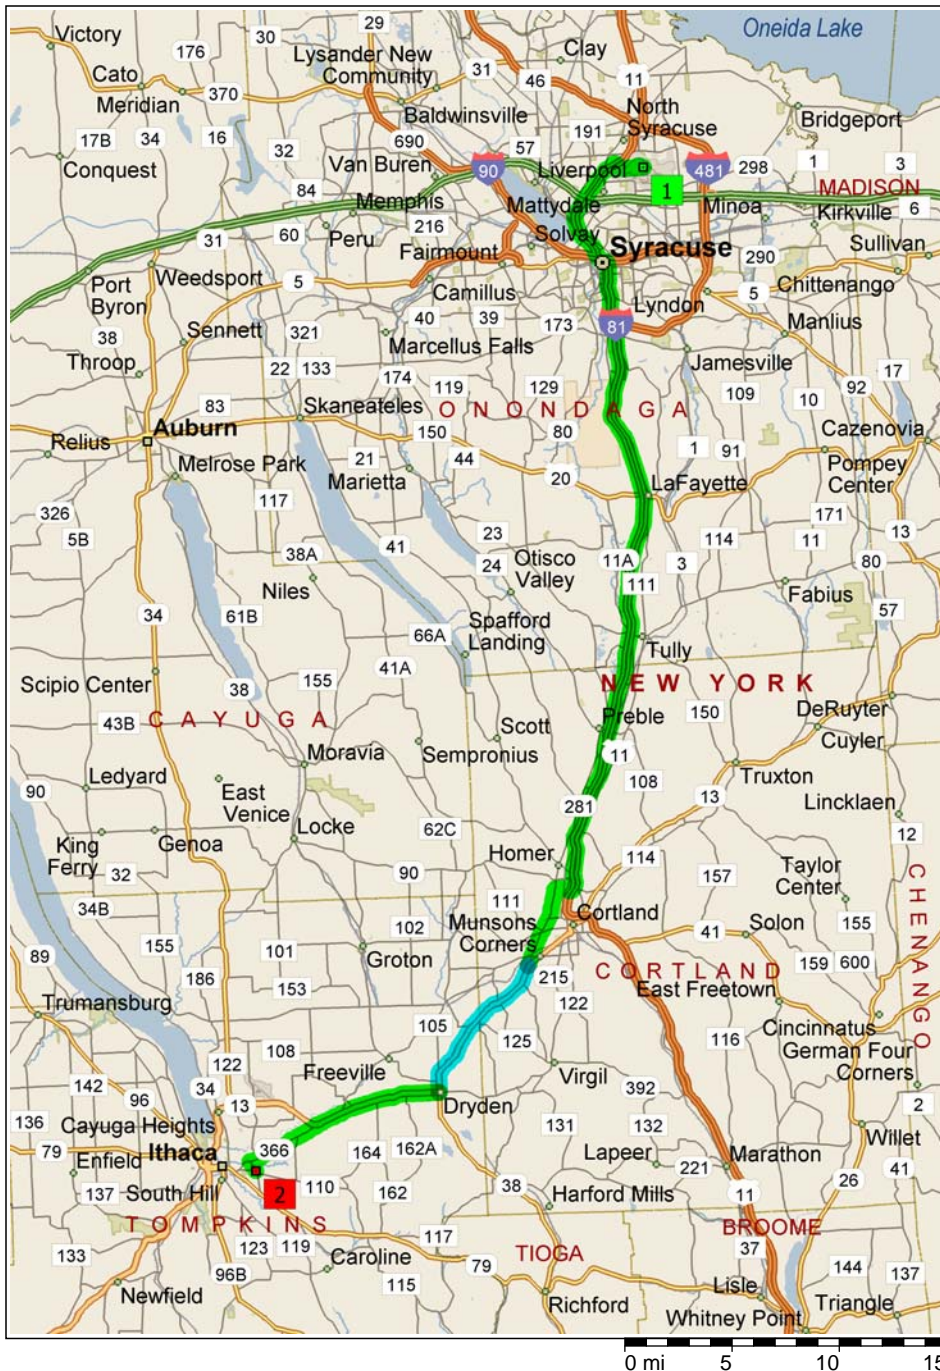 Oneida Lake
Victory
176
30
29
Lysander New
Community
Clay
31
46
11
Cato
Meridian
370
Baldwinsville
North
Syracuse
191
Bridgeport
17B
34
16
32
690
57
Van Buren
90
Liverpool
481
298
1
3
Conquest
84
Memphis
1
MADISON
Mattydale
Minoa
Kirkville
6
216
Solvay
31
60
Peru
Fairmount
Syracuse
Sullivan
290
Weedsport
5
Port
Byron
Camillus
5
Chittenango
Lyndon
38
Sennett
321
40
39
173
81
Manlius
Throop
Marcellus Falls
Jamesville
22
133
174
119
129
109
10
92
17
83
Skaneateles
ONONDAGA
Auburn
150
80
Cazenovia
Relius
21
44
1
91
Melrose Park
Marietta
20
LaFayette
Pompey
Center
117
326
5B
23
171
13
38A
41
114
11
24
Otisco
Valley
11A
3
80
Niles
111
Fabius
34
61B
57
66A
Spafford
Landing
Tully
41A
Scipio Center
38
155
NEW YORK
43B
CAYUGA
150
DeRuyter
Scott
Preble
Cuyler
Moravia
Sempronius
11
90
Ledyard
108
Truxton
East
Venice
281
13
Lincklaen
King
Ferry
Genoa
Locke
62C
12
Homer
114
32
90
157
Taylor
Center
CHENANGO
34B
111
Munsons
Corners
Cortland
102
Solon
155
41
89
155
101
Groton
186
215
CORTLAND
159
600
153
122
East Freetown
Trumansburg
105
125
116
Cincinnatus
108
German Four
Corners
122
Freeville
Virgil
142
34
392
96
13
Dryden
2
136
Cayuga Heights
131
132
Willet
366
79
Enfield
Ithaca
164
162A
Lapeer
221
Marathon
41
137
South Hill
2
110
162
38
26
Harford Mills
11
TOMPKINS
BROOME
123
119
117
37
133
Caroline
TIOGA
96B
79
144
137
115
Lisle
Newfield
Richford
Whitney Point
Triangle
0 mi
5
10
15